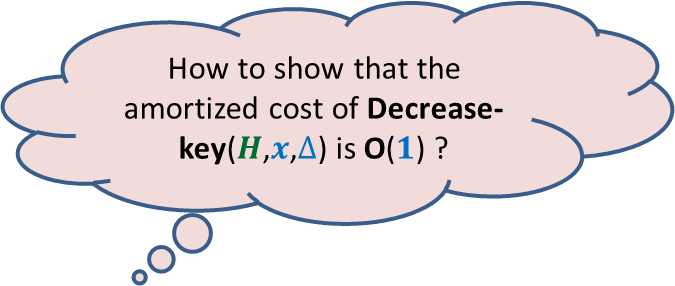 How to show that the
amortized cost of Decrease-
key(H,x,Δ) is O(1) ?